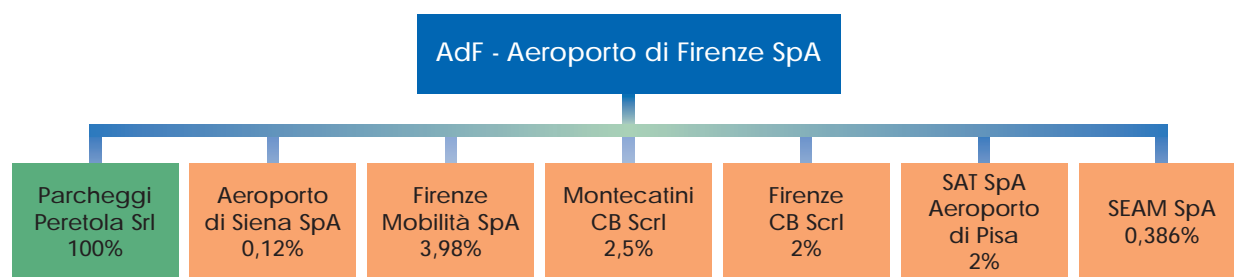 AdF - Aeroporto di Firenze SpA
Parcheggi
Peretola Srl
100%
Aeroporto
di Siena SpA
0,12%
Firenze
Mobilità SpA
3,98%
Montecatini
CB Scrl
2,5%
Firenze
CB Scrl
2%
SAT SpA
Aeroporto
di Pisa
2%
SEAM SpA
0,386%